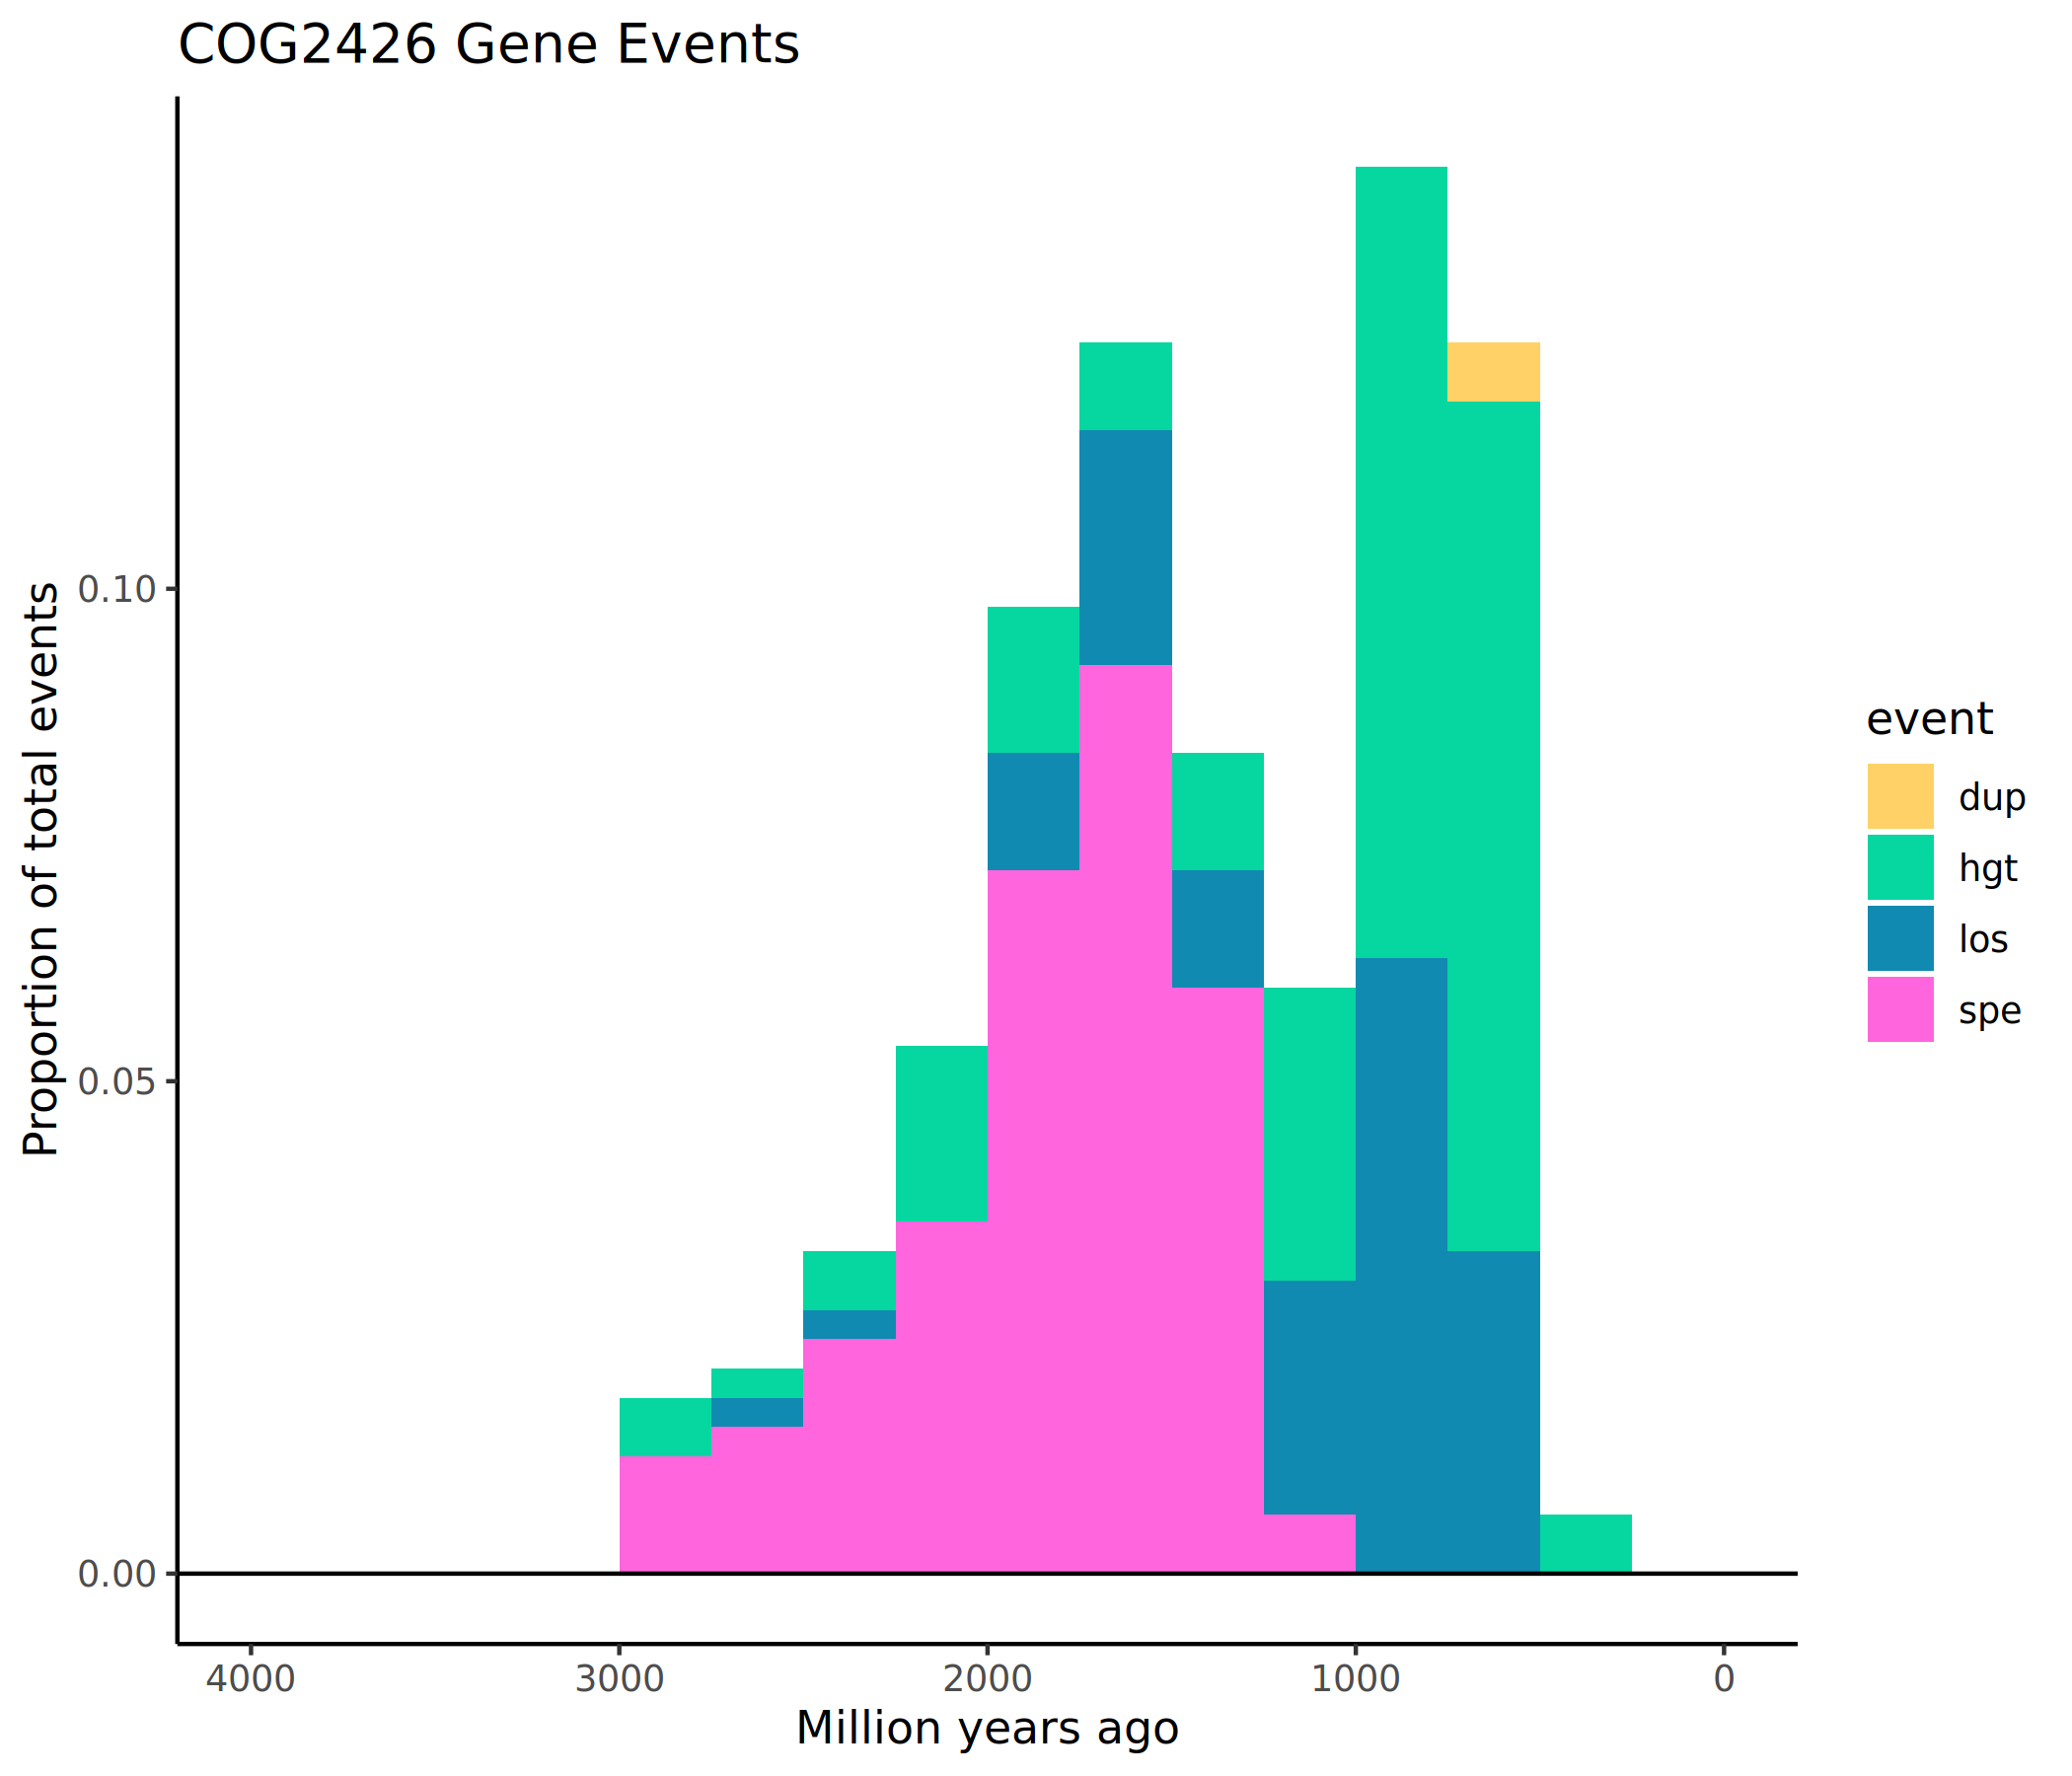 COG2426 Gene Events
Proportion of total events
0.10
0.05
0.00
4000 3000 2000 1000 0
Million years ago
event
dup
hgt
los
spe